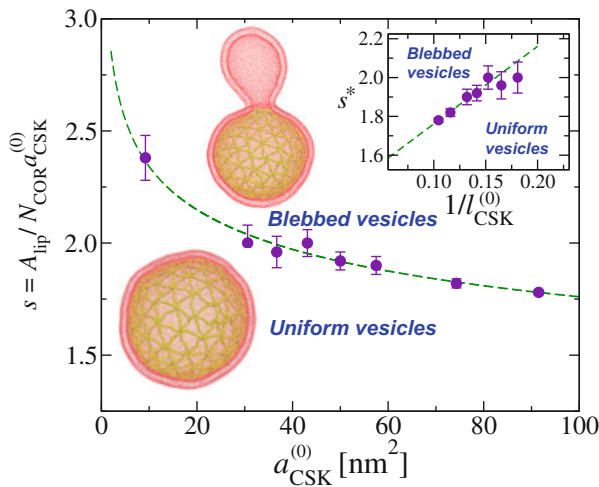 3.0
2.5
2.0
1.5
s = A_lip / N_COR a_CSK^(0)
Blebbed vesicles
Uniform vesicles
0 20 40 60 80 100
a_CSK^(0) [nm^2]
2.2
2.0
1.8
1.6
s*
Blebbed
vesicles
Uniform
vesicles
0.10 0.15 0.20
1/l_CSK^(0)